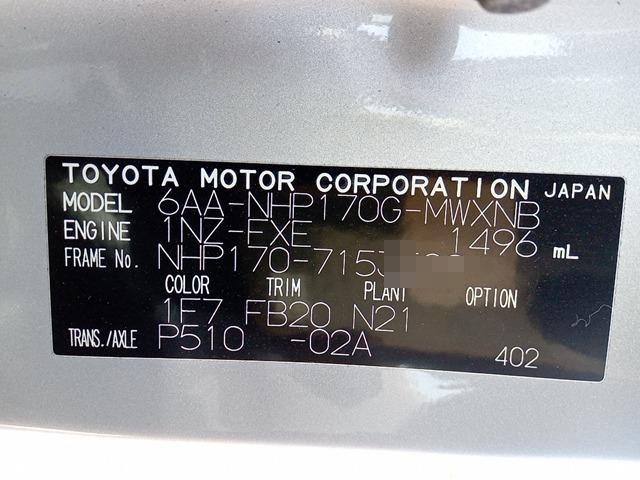 TOYOTA MOTOR CORPORATION JAPAN
MODEL 6AA-NHP170G-MWXNB
ENGINE 1NZ-FXE 1496 mL
FRAME No. NHP170-715
COLOR TRIM PLANT OPTION
1F7 FB20 N21
TRANS./AXLE P510 -02A 402